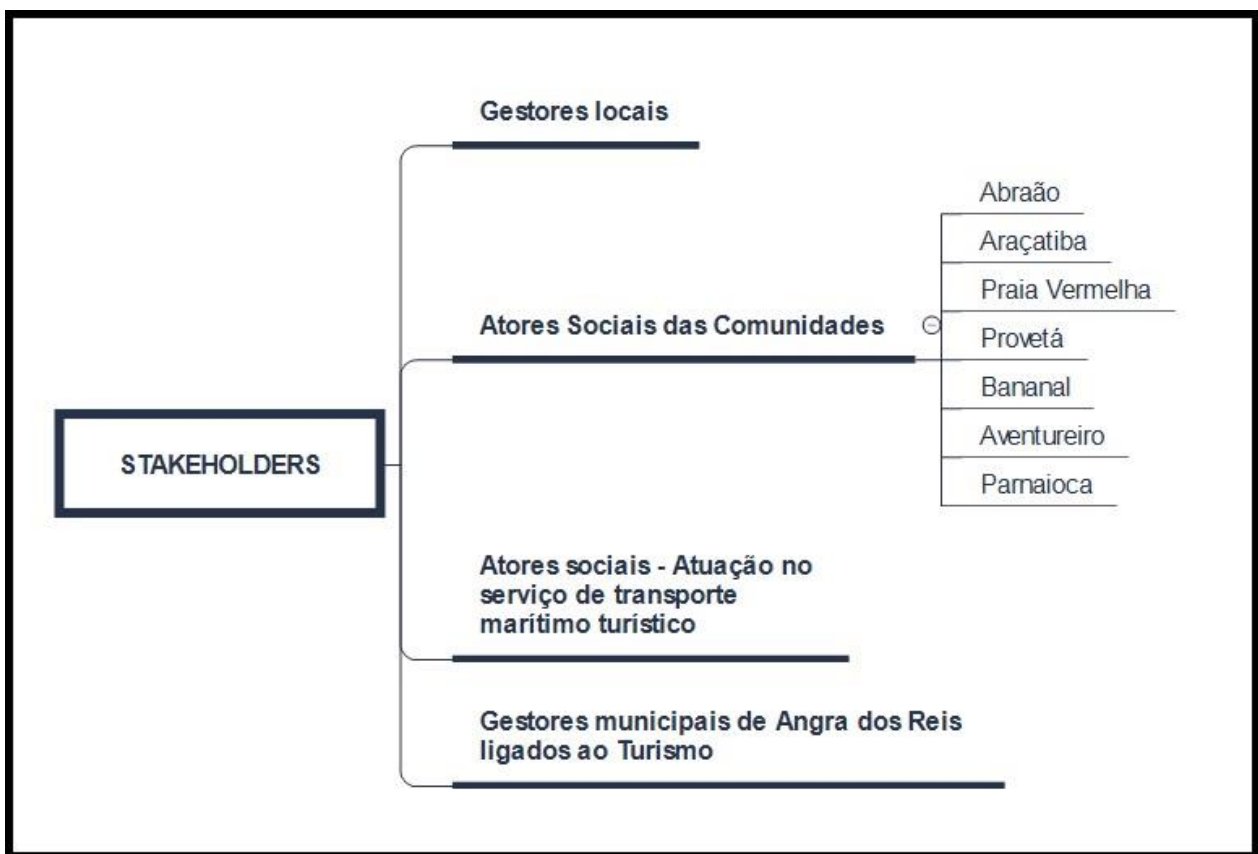 Gestores locais
Abraão
Araçatiba
Praia Vermelha
Atores Sociais das Comunidades
Provetá
Bananal
Aventureiro
Parnaioca
STAKEHOLDERS
Atores sociais - Atuação no
serviço de transporte
marítimo turístico
Gestores municipais de Angra dos Reis
ligados ao Turismo